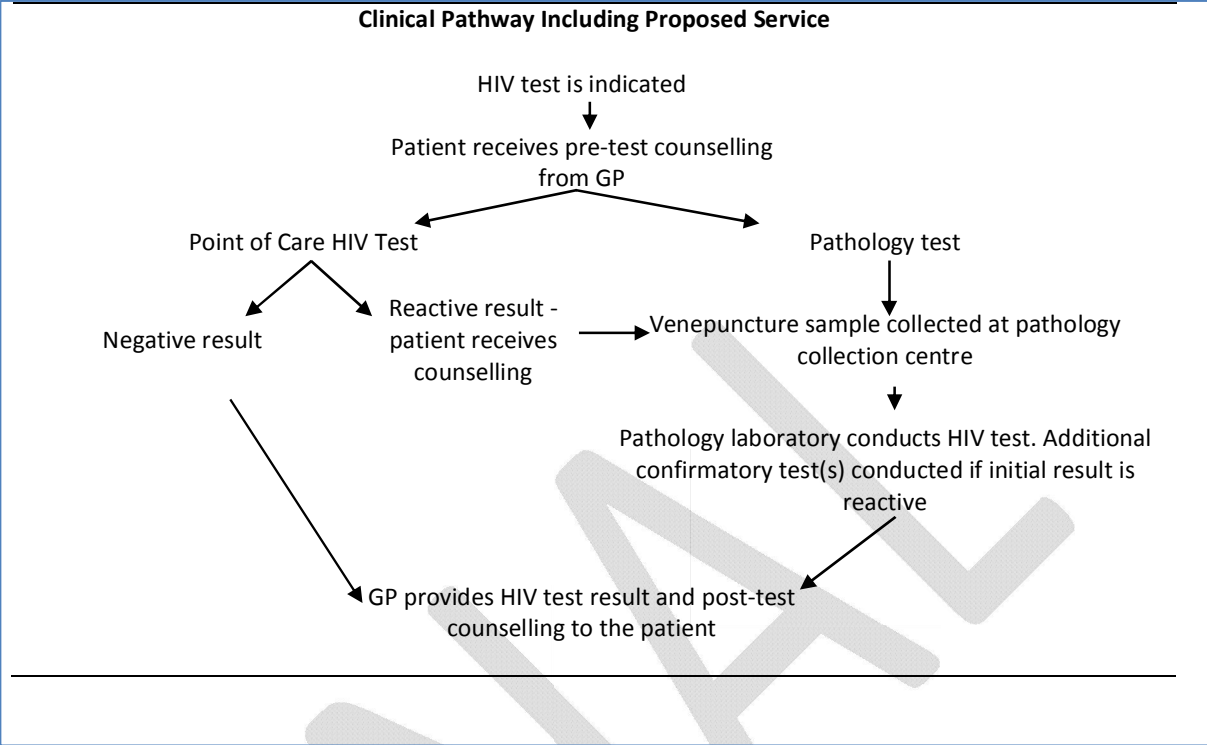 Clinical Pathway Including Proposed Service
HIV test is indicated
Patient receives pre-test counselling
from GP
Point of Care HIV Test
Pathology test
Negative result
Reactive result -
patient receives
counselling
Venepuncture sample collected at pathology
collection centre
Pathology laboratory conducts HIV test. Additional
confirmatory test(s) conducted if initial result is
reactive
GP provides HIV test result and post-test
counselling to the patient